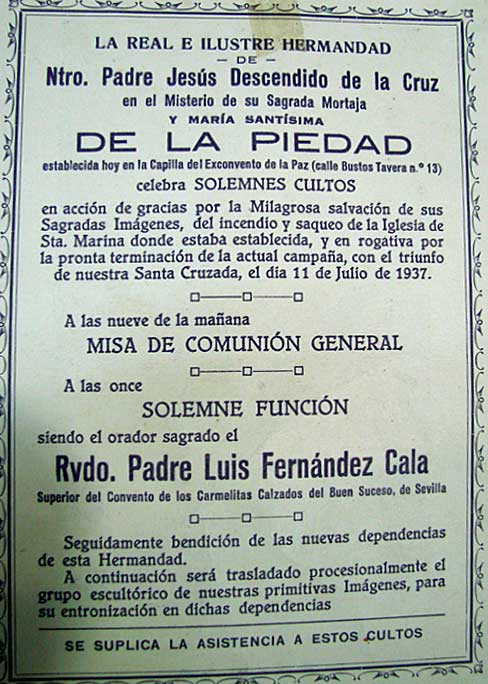 LA REAL E ILUSTRE HERMANDAD
— DE —
Ntro. Padre Jesús Descendido de la Cruz
en el Misterio de su Sagrada Mortaja
Y MARÍA SANTÍSIMA
DE LA PIEDAD
establecida hoy en la Capilla del Exconvento de la Paz (calle Bustos Tavera n.º 13)
celebra SOLEMNES CULTOS
en acción de gracias por la Milagrosa salvación de sus
Sagradas Imágenes, del incendio y saqueo de la Iglesia de
Sta. Marina donde estaba establecida, y en rogativa por
la pronta terminación de la actual campaña, con el triunfo
de nuestra Santa Cruzada, el día 11 de Julio de 1937.
A las nueve de la mañana
MISA DE COMUNIÓN GENERAL
A las once
SOLEMNE FUNCIÓN
siendo el orador sagrado el
Rvdo. Padre Luis Fernández Cala
Superior del Convento de los Carmelitas Calzados del Buen Suceso, de Sevilla
Seguidamente bendición de las nuevas dependencias
de esta Hermandad.
A continuación será trasladado procesionalmente el
grupo escultórico de nuestras primitivas Imágenes, para
su entronización en dichas dependencias
SE SUPLICA LA ASISTENCIA A ESTOS CULTOS